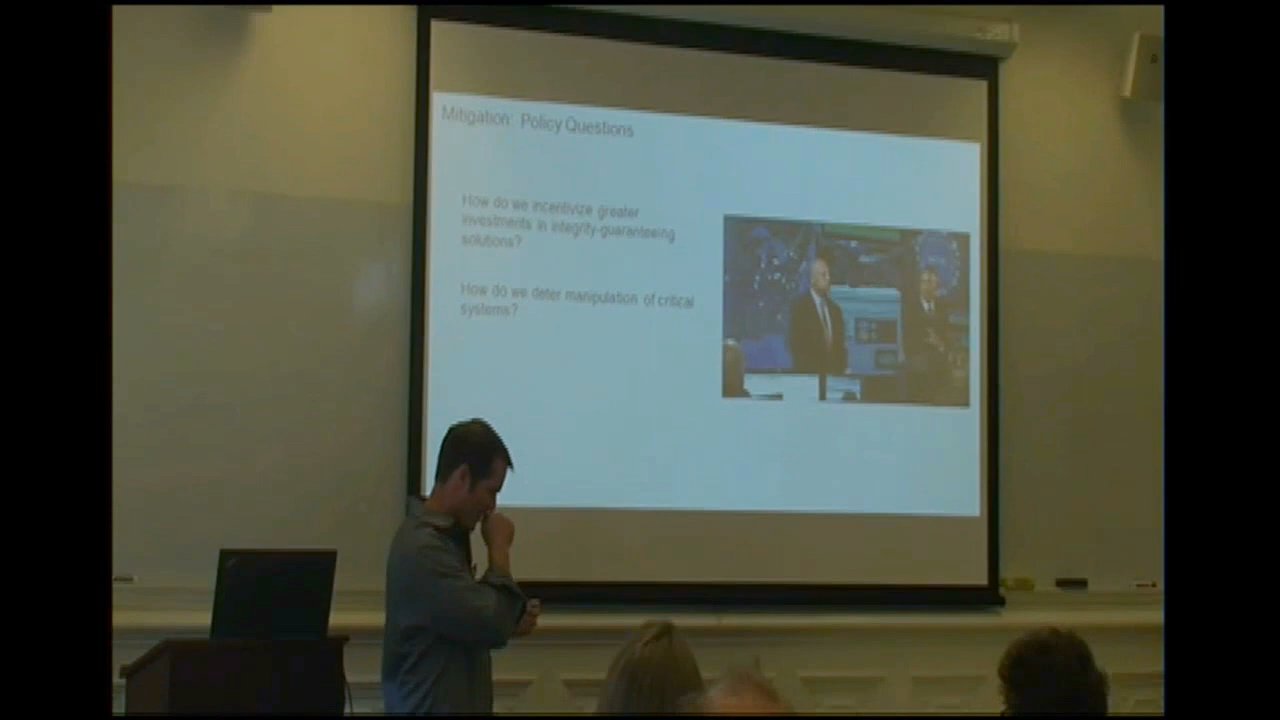 Mitigation: Policy Questions
How do we incentivize greater
investments in integrity-guaranteeing
solutions?
How do we deter manipulation of critical
systems?